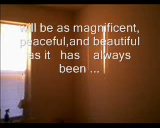 will be as magnificent,
peaceful,and beautiful
as it has always
been ...